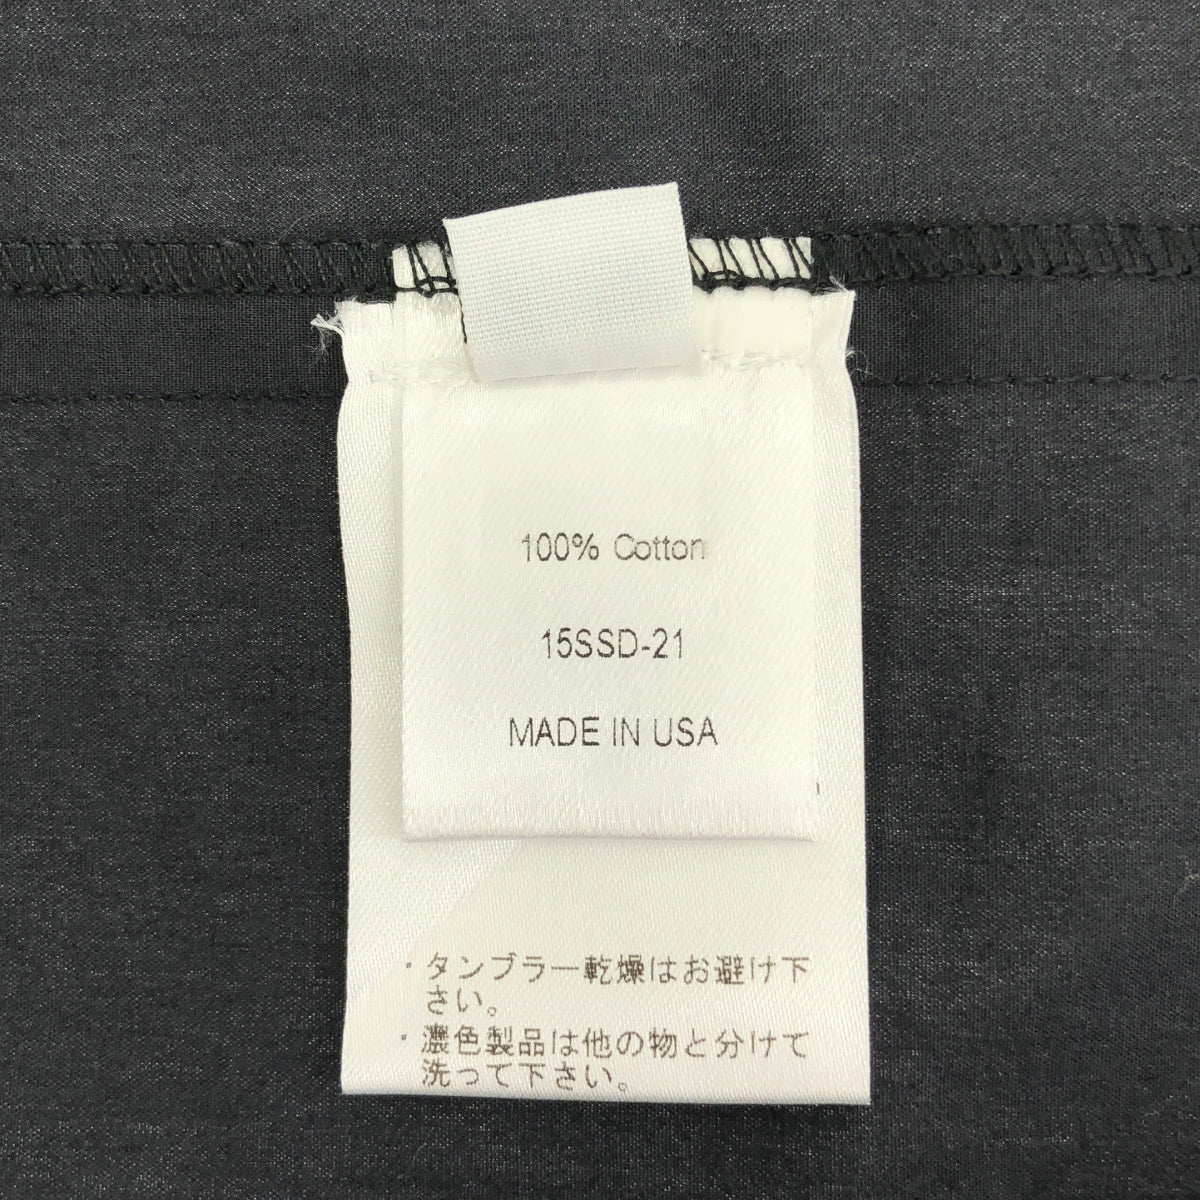 100% Cotton
15SSD-21
MADE IN USA
・タンブラー乾燥はお避け下
さい。
・濃色製品は他の物と分けて
洗って下さい。